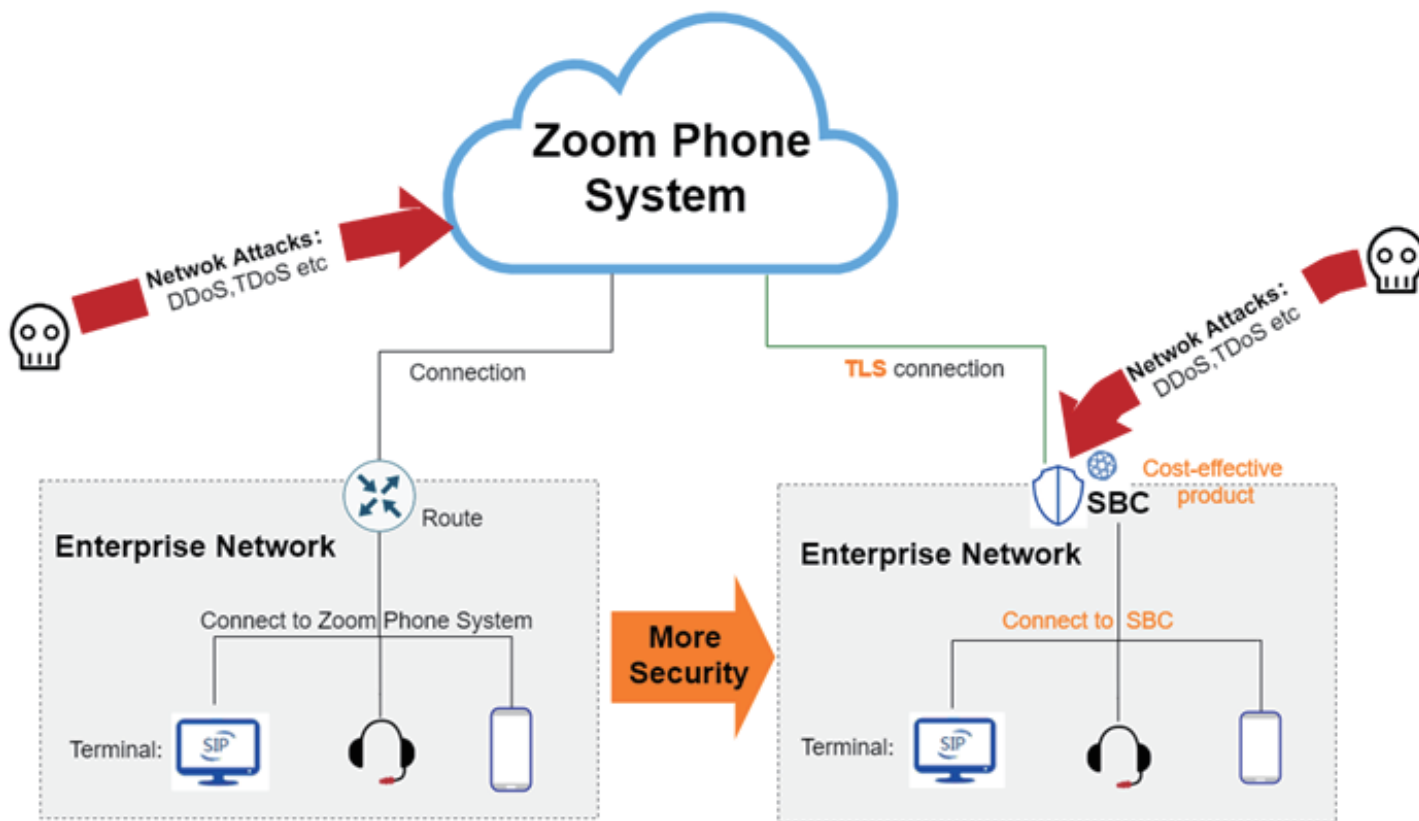 Zoom Phone
System
Netwok Attacks:
DDoS,TDoS etc
Netwok Attacks:
DDoS,TDoS etc
Connection
TLS connection
Cost-effective
product
SBC
Route
Enterprise Network
Enterprise Network
Connect to Zoom Phone System
Connect to SBC
More
Security
Terminal:
SIP
Terminal:
SIP